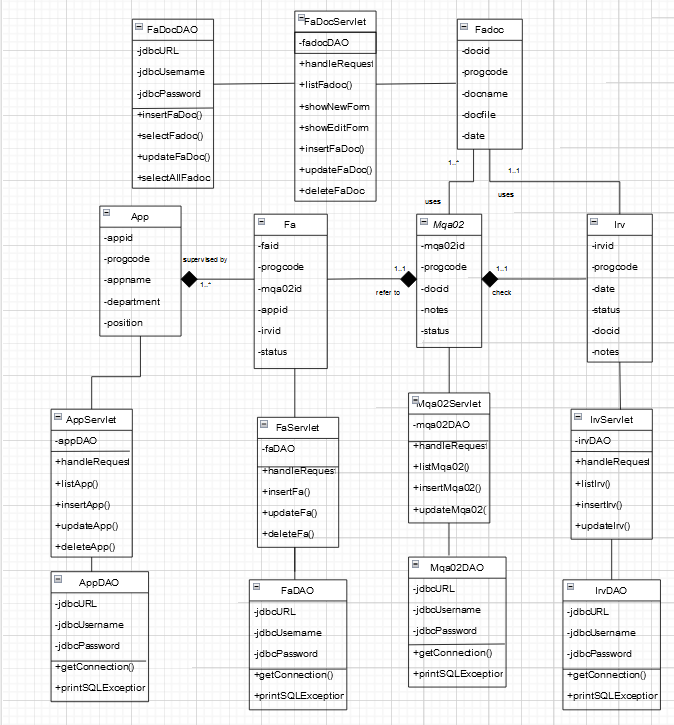 FaDocDAO
-jdbcURL
-jdbcUsername
-jdbcPassword
+insertFaDoc()
+selectFadoc()
+updateFaDoc()
+selectAllFadoc
FaDocServlet
-fadocDAO
+handleRequest
+listFadoc()
+showNewForm
+showEditForm
+insertFaDoc()
+updateFaDoc()
+deleteFaDoc
Fadoc
-docid
-progcode
-docname
-docfile
-date
1..*
1..1
uses
uses
App
-appid
-progcode
-appname
-department
-position
supervised by
1..*
Fa
-faid
-progcode
-mqa02id
-appid
-irvid
-status
1..1
refer to
Mqa02
-mqa02id
-progcode
-docid
-notes
-status
1..1
check
Irv
-irvid
-progcode
-date
-status
-docid
-notes
AppServlet
-appDAO
+handleRequest
+listApp()
+insertApp()
+updateApp()
+deleteApp()
FaServlet
-faDAO
+handleRequest
+insertFa()
+updateFa()
+deleteFa()
Mqa02Servlet
-mqa02DAO
+handleRequest
+listMqa02()
+insertMqa02()
+updateMqa02(
IrvServlet
-irvDAO
+handleRequest
+listIrv()
+insertIrv()
+updateIrv()
AppDAO
-jdbcURL
-jdbcUsername
-jdbcPassword
+getConnection()
+printSQLException
FaDAO
-jdbcURL
-jdbcUsername
-jdbcPassword
+getConnection()
+printSQLException
Mqa02DAO
-jdbcURL
-jdbcUsername
-jdbcPassword
+getConnection()
+printSQLException
IrvDAO
-jdbcURL
-jdbcUsername
-jdbcPassword
+getConnection()
+printSQLException